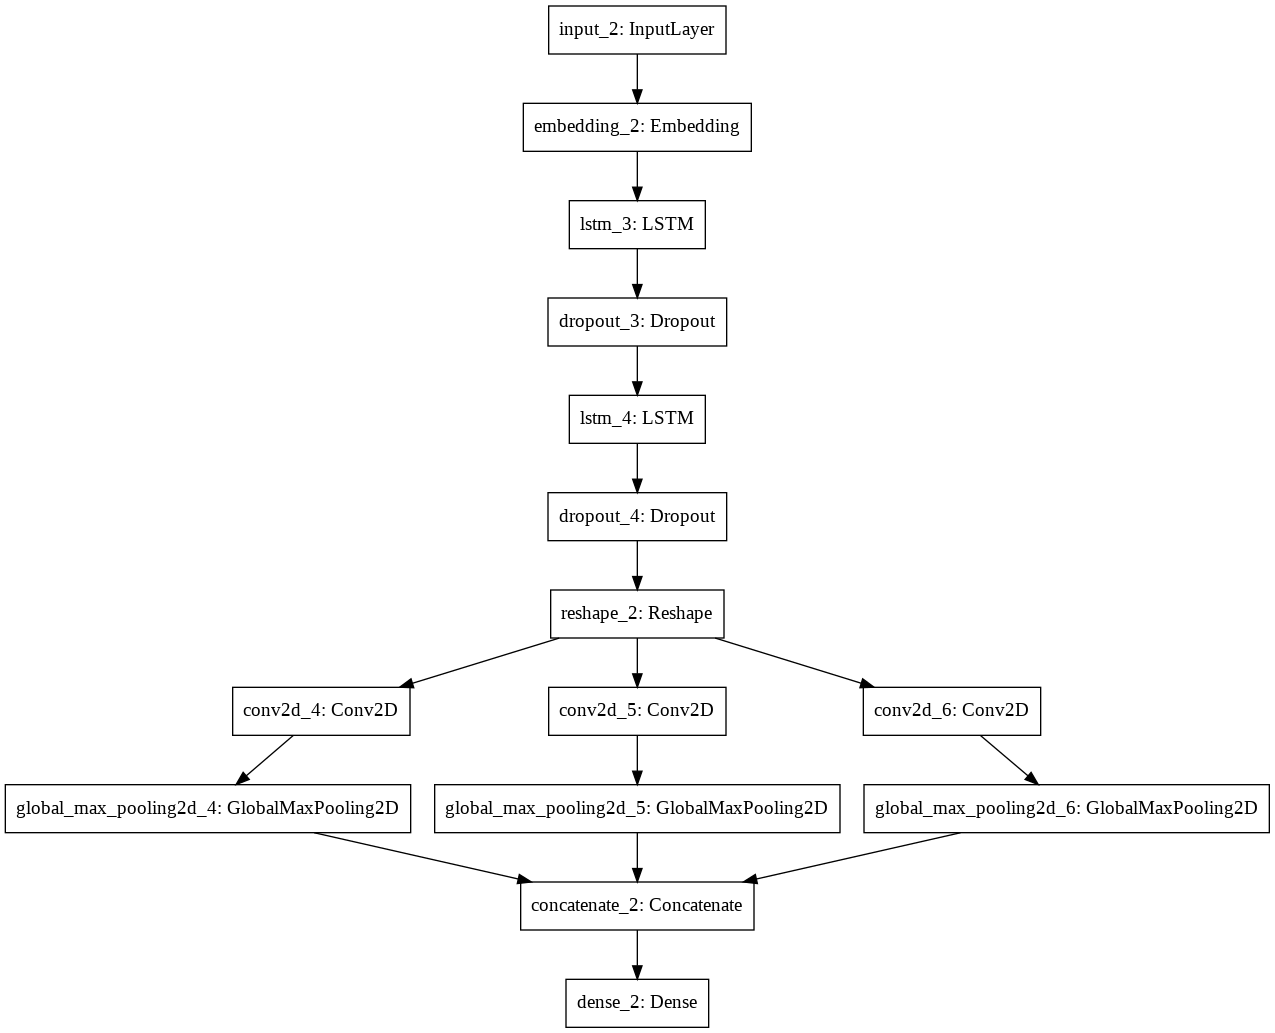 input_2: InputLayer
embedding_2: Embedding
lstm_3: LSTM
dropout_3: Dropout
lstm_4: LSTM
dropout_4: Dropout
reshape_2: Reshape
conv2d_4: Conv2D
conv2d_5: Conv2D
conv2d_6: Conv2D
global_max_pooling2d_4: GlobalMaxPooling2D
global_max_pooling2d_5: GlobalMaxPooling2D
global_max_pooling2d_6: GlobalMaxPooling2D
concatenate_2: Concatenate
dense_2: Dense